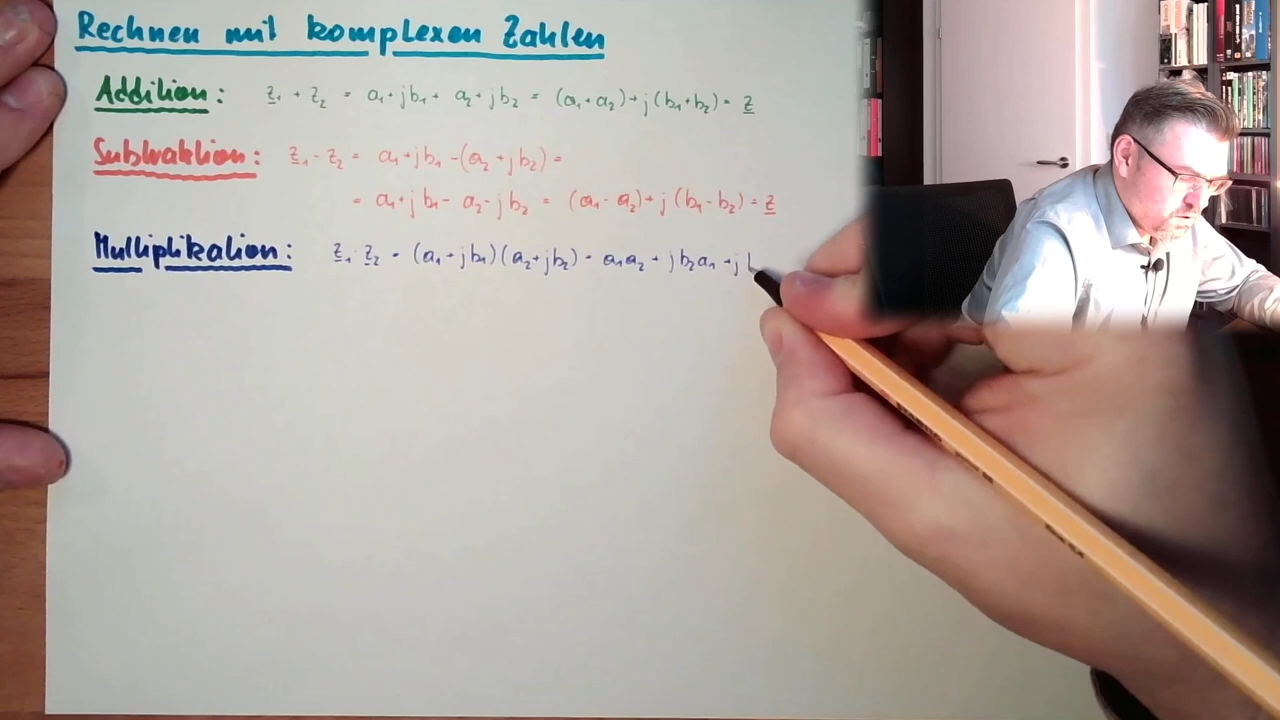 Rechnen mit komplexen Zahlen
Addition: z₁ + z₂ = a₁+jb₁ + a₂+jb₂ = (a₁+a₂)+j(b₁+b₂) = z
Subtraktion: z₁ - z₂ = a₁+jb₁ -(a₂+jb₂) =
= a₁+jb₁ - a₂-jb₂ = (a₁-a₂)+j(b₁-b₂) = z
Multiplikation: z₁ · z₂ = (a₁+jb₁)(a₂+jb₂) = a₁a₂ + jb₂a₁ +j